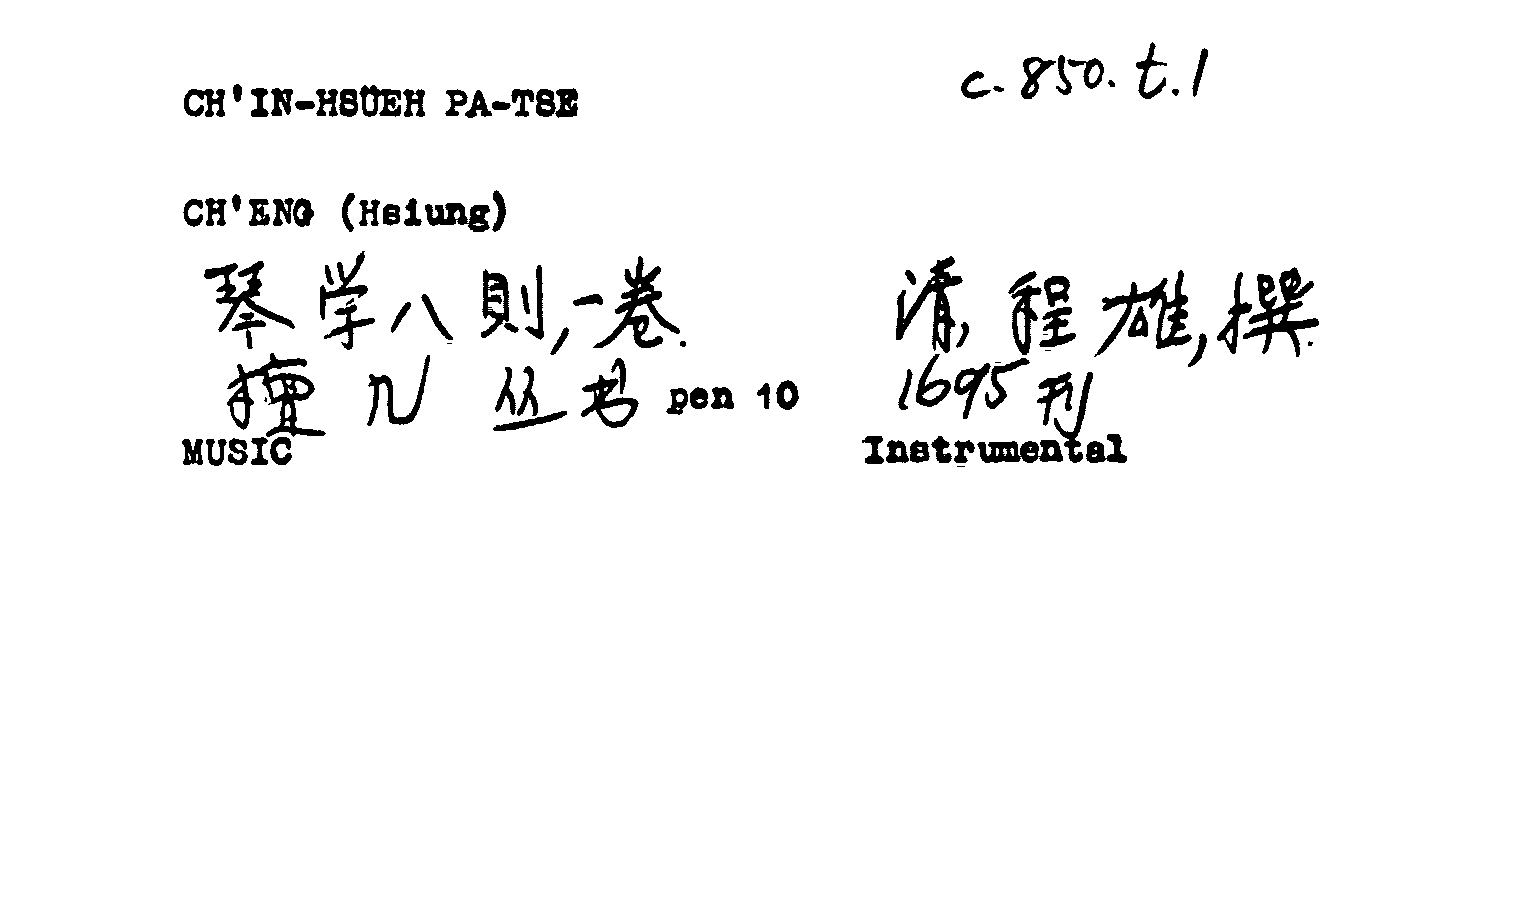 c.850.t.1
CH'IN-HSÜEH PA-TSE
CH'ENG (Hsiung)
琴学八則,一卷. 清,程雄,撰.
檀几丛书 pen 10 1695刊
MUSIC Instrumental